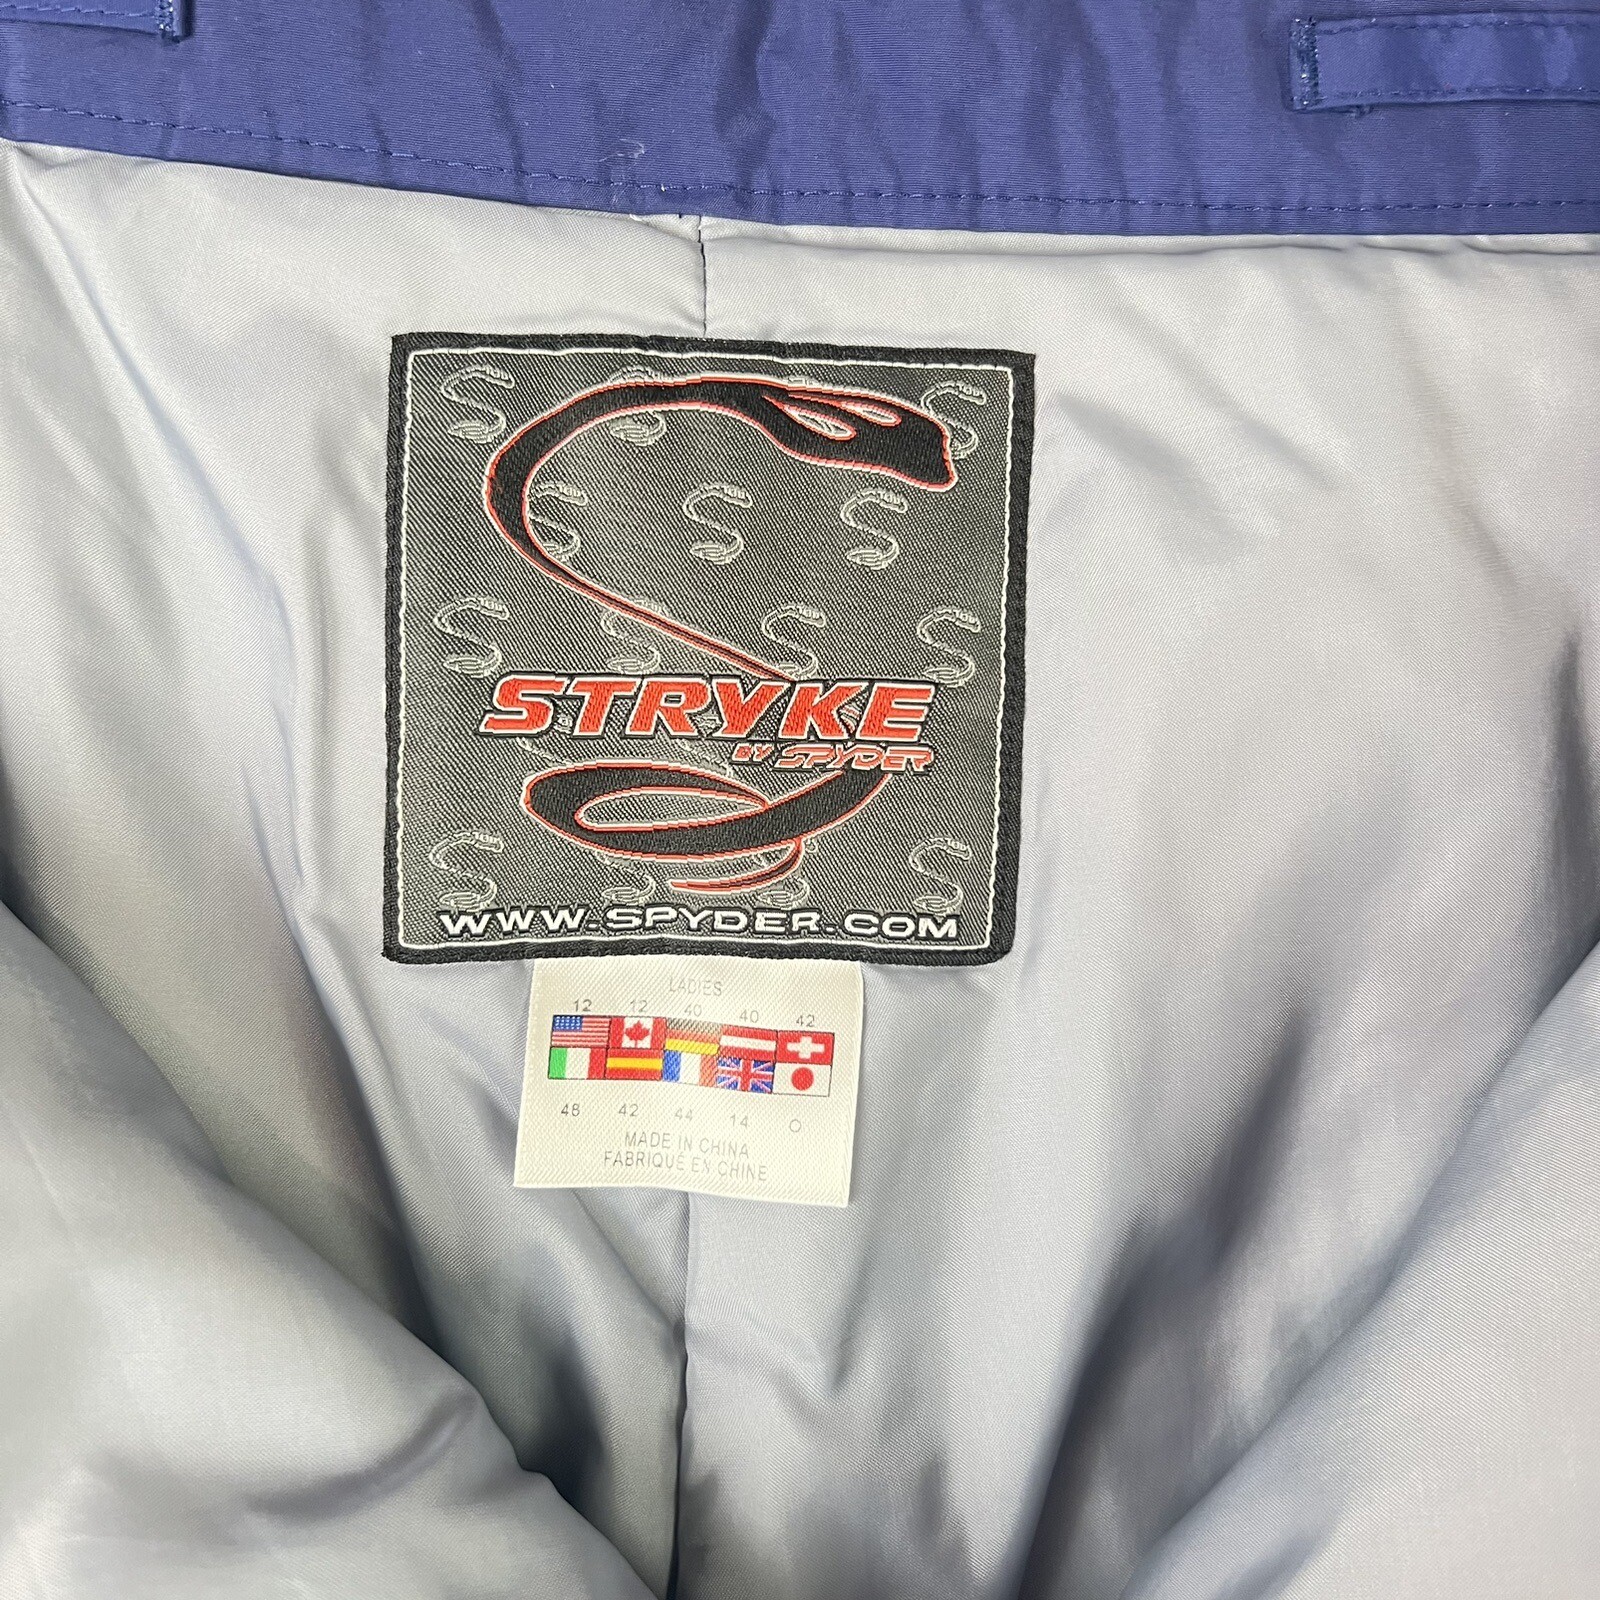 STRYKE
BY SPYDER
WWW.SPYDER.COM
LADIES
12 12 40 40 42
48 42 44 14 O
MADE IN CHINA
FABRIQUE EN CHINE